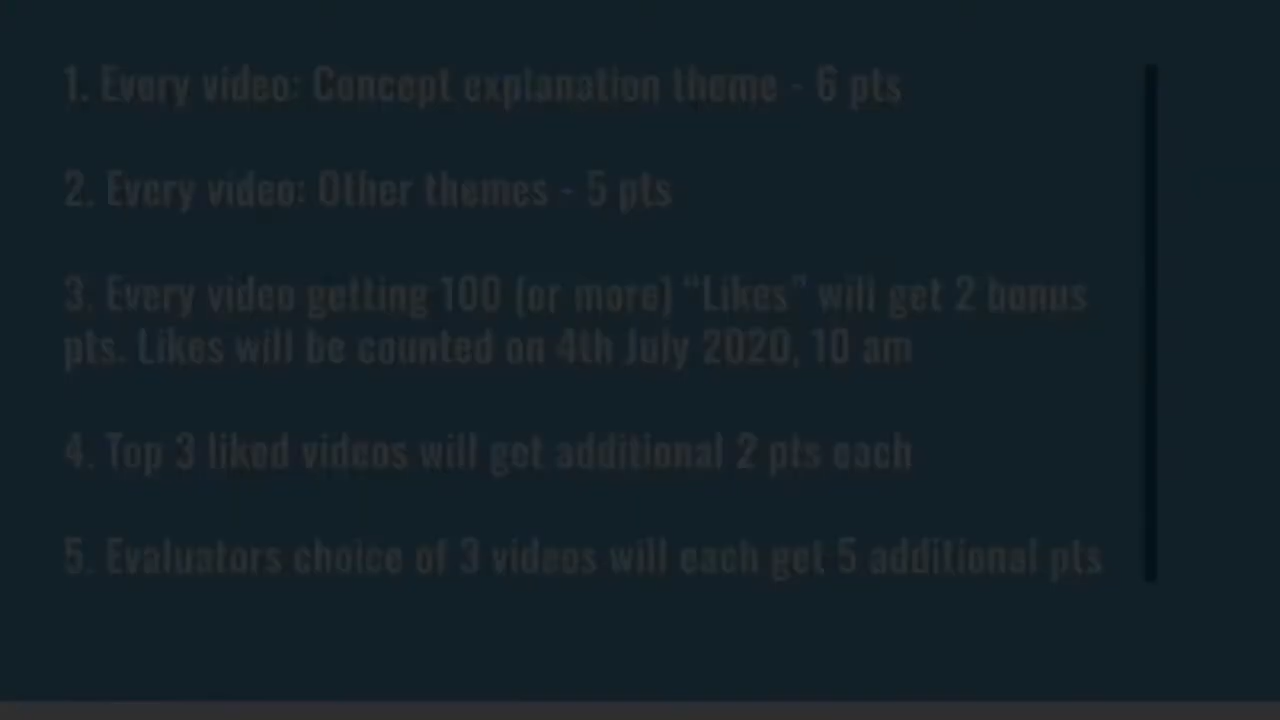 1. Every video: Concept explanation theme - 6 pts
2. Every video: Other themes - 5 pts
3. Every video getting 100 (or more) “Likes” will get 2 bonus
pts. Likes will be counted on 4th July 2020, 10 am
4. Top 3 liked videos will get additional 2 pts each
5. Evaluators choice of 3 videos will each get 5 additional pts